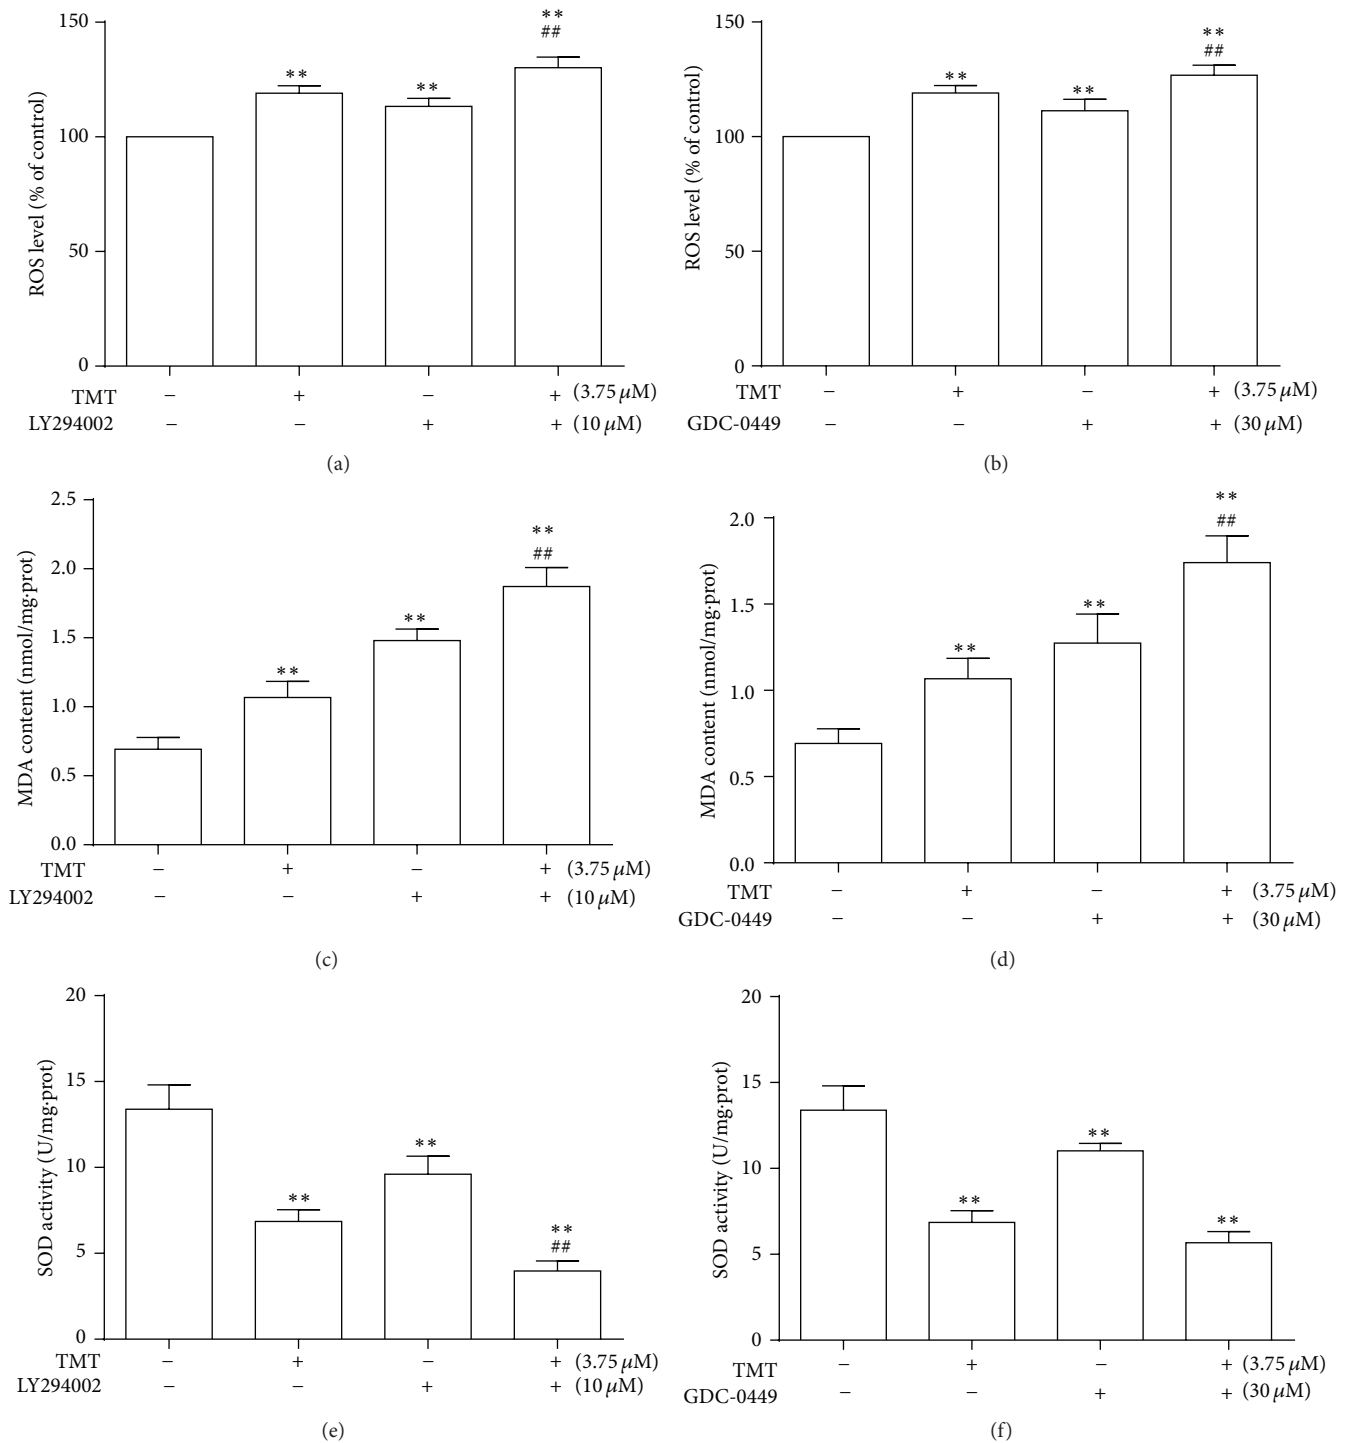 150
**
##
**
**
100
50
0
ROS level (% of control)
TMT − + − + (3.75 μM)
LY294002 − − + + (10 μM)
(a)
150
**
##
**
**
100
50
0
ROS level (% of control)
TMT − + − + (3.75 μM)
GDC-0449 − − + + (30 μM)
(b)
2.5
**
##
2.0
**
1.5
**
1.0
0.5
0.0
MDA content (nmol/mg·prot)
TMT − + − + (3.75 μM)
LY294002 − − + + (10 μM)
(c)
**
##
2.0
**
1.5
**
1.0
0.5
0.0
MDA content (nmol/mg·prot)
TMT − + − + (3.75 μM)
GDC-0449 − − + + (30 μM)
(d)
20
15
**
10
**
**
##
5
0
SOD activity (U/mg·prot)
TMT − + − + (3.75 μM)
LY294002 − − + + (10 μM)
(e)
20
15
**
10
**
**
5
0
SOD activity (U/mg·prot)
TMT − + − + (3.75 μM)
GDC-0449 − − + + (30 μM)
(f)